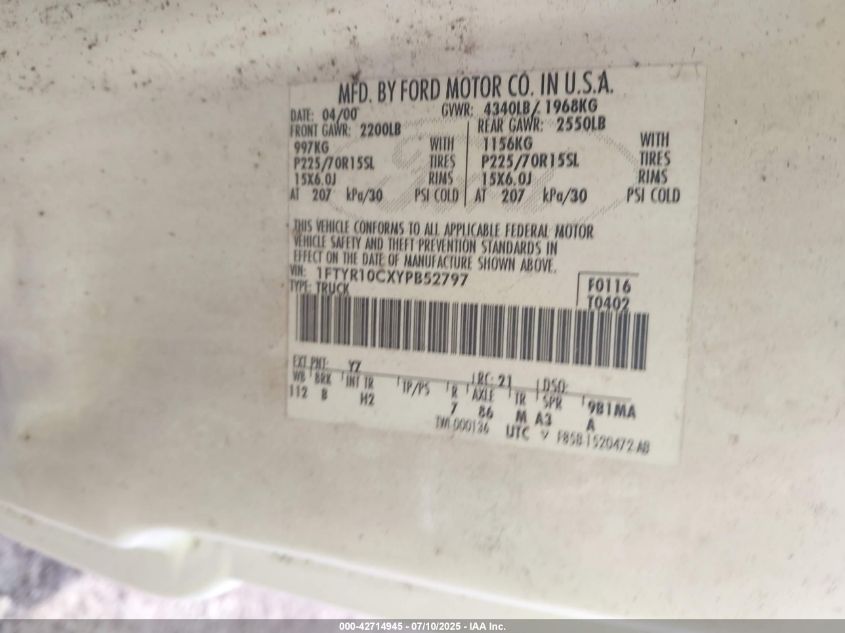 MFD. BY FORD MOTOR CO. IN U.S.A.
DATE: 04/00 GVWR: 4340LB/ 1968KG
FRONT GAWR: 2200LB REAR GAWR: 2550LB
997KG WITH 1156KG WITH
P225/70R15SL TIRES P225/70R15SL TIRES
15X6.0J RIMS 15X6.0J RIMS
AT 207 kPa/30 PSI COLD AT 207 kPa/30 PSI COLD
THIS VEHICLE CONFORMS TO ALL APPLICABLE FEDERAL MOTOR
VEHICLE SAFETY AND THEFT PREVENTION STANDARDS IN
EFFECT ON THE DATE OF MANUFACTURE SHOWN ABOVE.
VIN: 1FTYR10CXYPB52797 F0116
TYPE: TRUCK T0402
EXT PNT: YZ RC: 21 DSO:
WB BRK INT TR TP/PS R AXLE TR SPR 9B1MA
112 B H2 7 86 M A3 A
TWI-000136 UTC ▽ F85B-1520472-AB
000-42714945 - 07/10/2025 - IAA Inc.